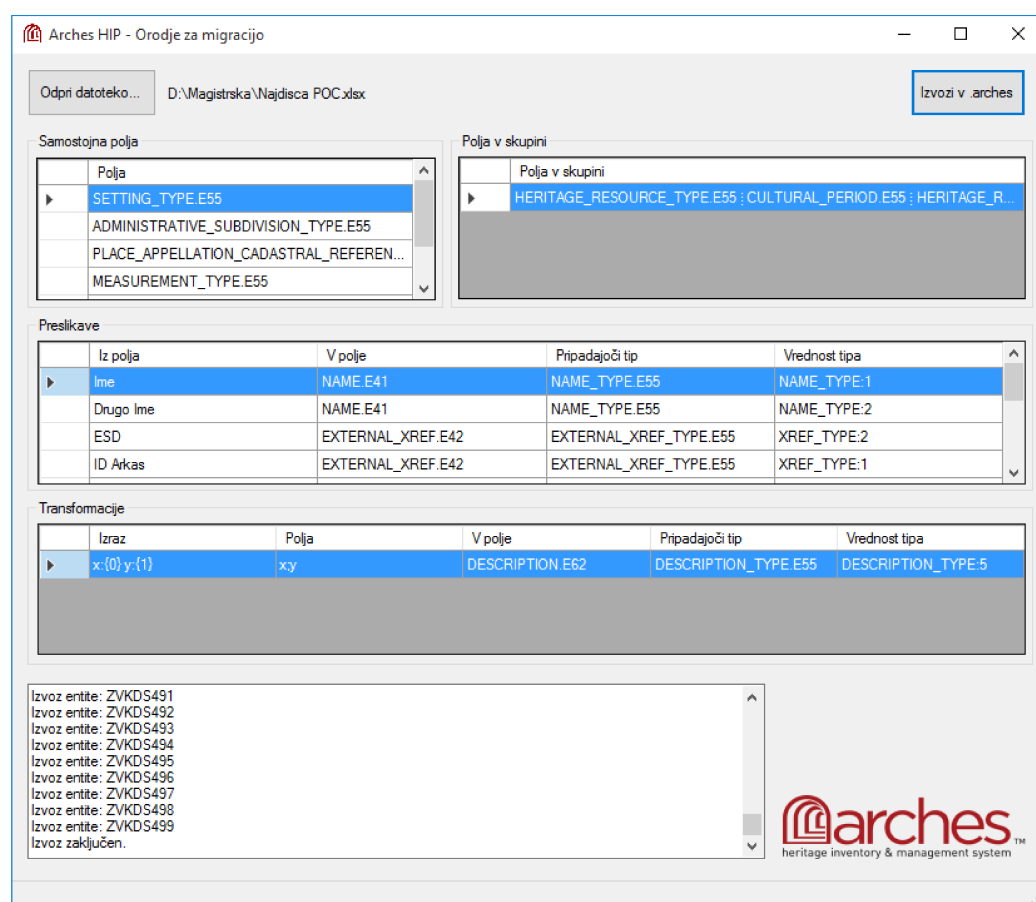 Arches HIP - Orodje za migracijo
Odpri datoteko... D:\Magistrska\Najdisca POC.xlsx Izvozi v .arches
Samostojna polja Polja v skupini
Polja Polja v skupini
SETTING_TYPE.E55 HERITAGE_RESOURCE_TYPE.E55 ; CULTURAL_PERIOD.E55 ; HERITAGE_R...
ADMINISTRATIVE_SUBDIVISION_TYPE.E55
PLACE_APPELLATION_CADASTRAL_REFEREN...
MEASUREMENT_TYPE.E55
Preslikave
Iz polja V polje Pripadajoči tip Vrednost tipa
Ime NAME.E41 NAME_TYPE.E55 NAME_TYPE:1
Drugo Ime NAME.E41 NAME_TYPE.E55 NAME_TYPE:2
ESD EXTERNAL_XREF.E42 EXTERNAL_XREF_TYPE.E55 XREF_TYPE:2
ID Arkas EXTERNAL_XREF.E42 EXTERNAL_XREF_TYPE.E55 XREF_TYPE:1
Transformacije
Izraz Polja V polje Pripadajoči tip Vrednost tipa
x:{0} y:{1} x;y DESCRIPTION.E62 DESCRIPTION_TYPE.E55 DESCRIPTION_TYPE:5
Izvoz entite: ZVKDS491
Izvoz entite: ZVKDS492
Izvoz entite: ZVKDS493
Izvoz entite: ZVKDS494
Izvoz entite: ZVKDS495
Izvoz entite: ZVKDS496
Izvoz entite: ZVKDS497
Izvoz entite: ZVKDS498
Izvoz entite: ZVKDS499
Izvoz zaključen.
arches™
heritage inventory & management system